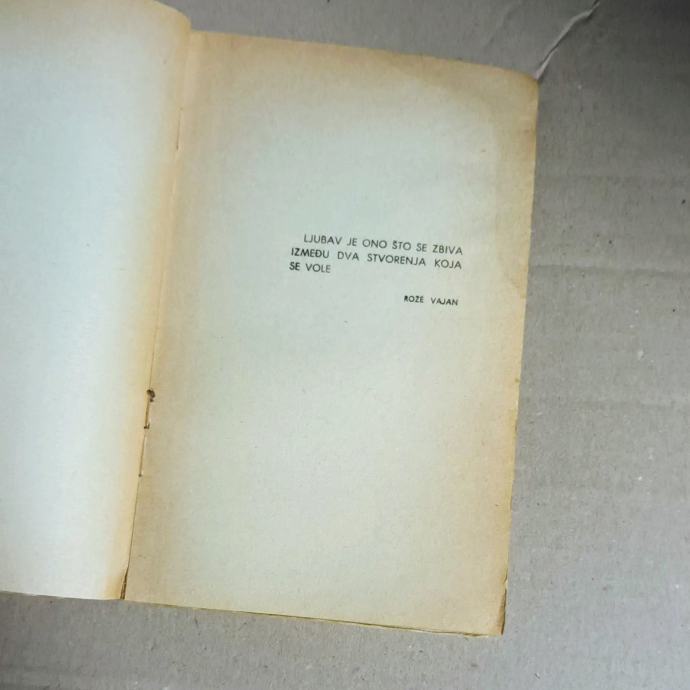 LJUBAV JE ONO ŠTO SE ZBIVA
IZMEĐU DVA STVORENJA KOJA
SE VOLE
ROŽE VAJAN